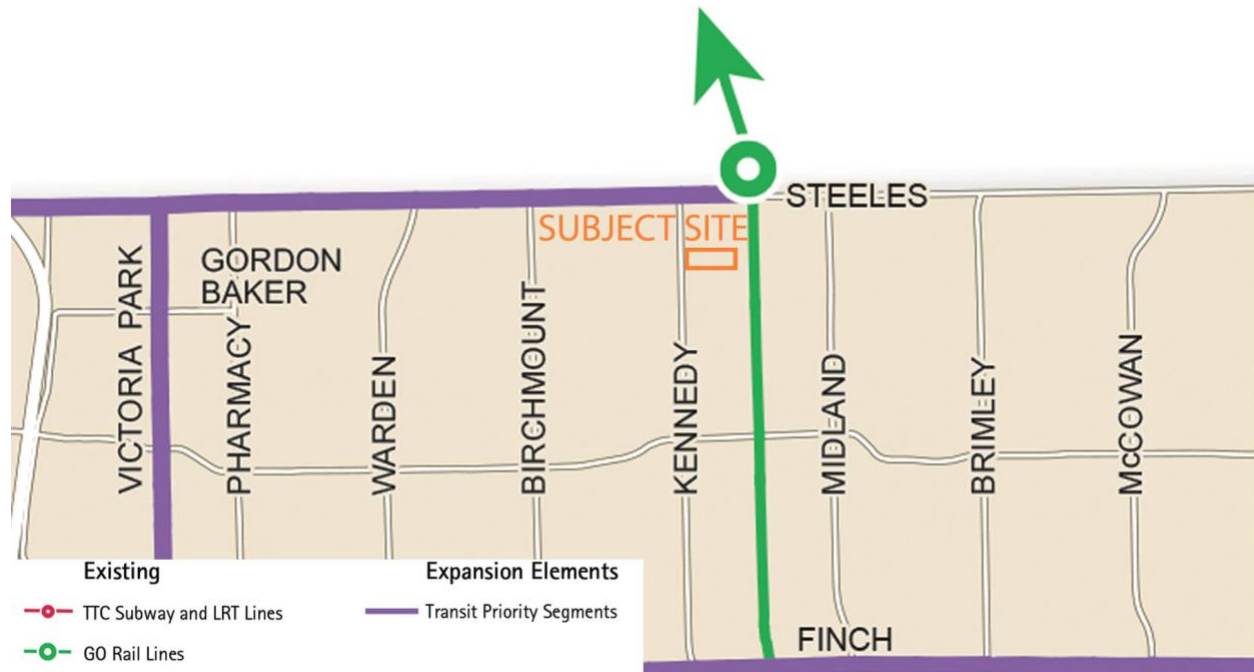 STEELES
SUBJECT SITE
GORDON
BAKER
VICTORIA PARK
PHARMACY
WARDEN
BIRCHMOUNT
KENNEDY
MIDLAND
BRIMLEY
McCOWAN
FINCH
Existing
TTC Subway and LRT Lines
GO Rail Lines
Expansion Elements
Transit Priority Segments